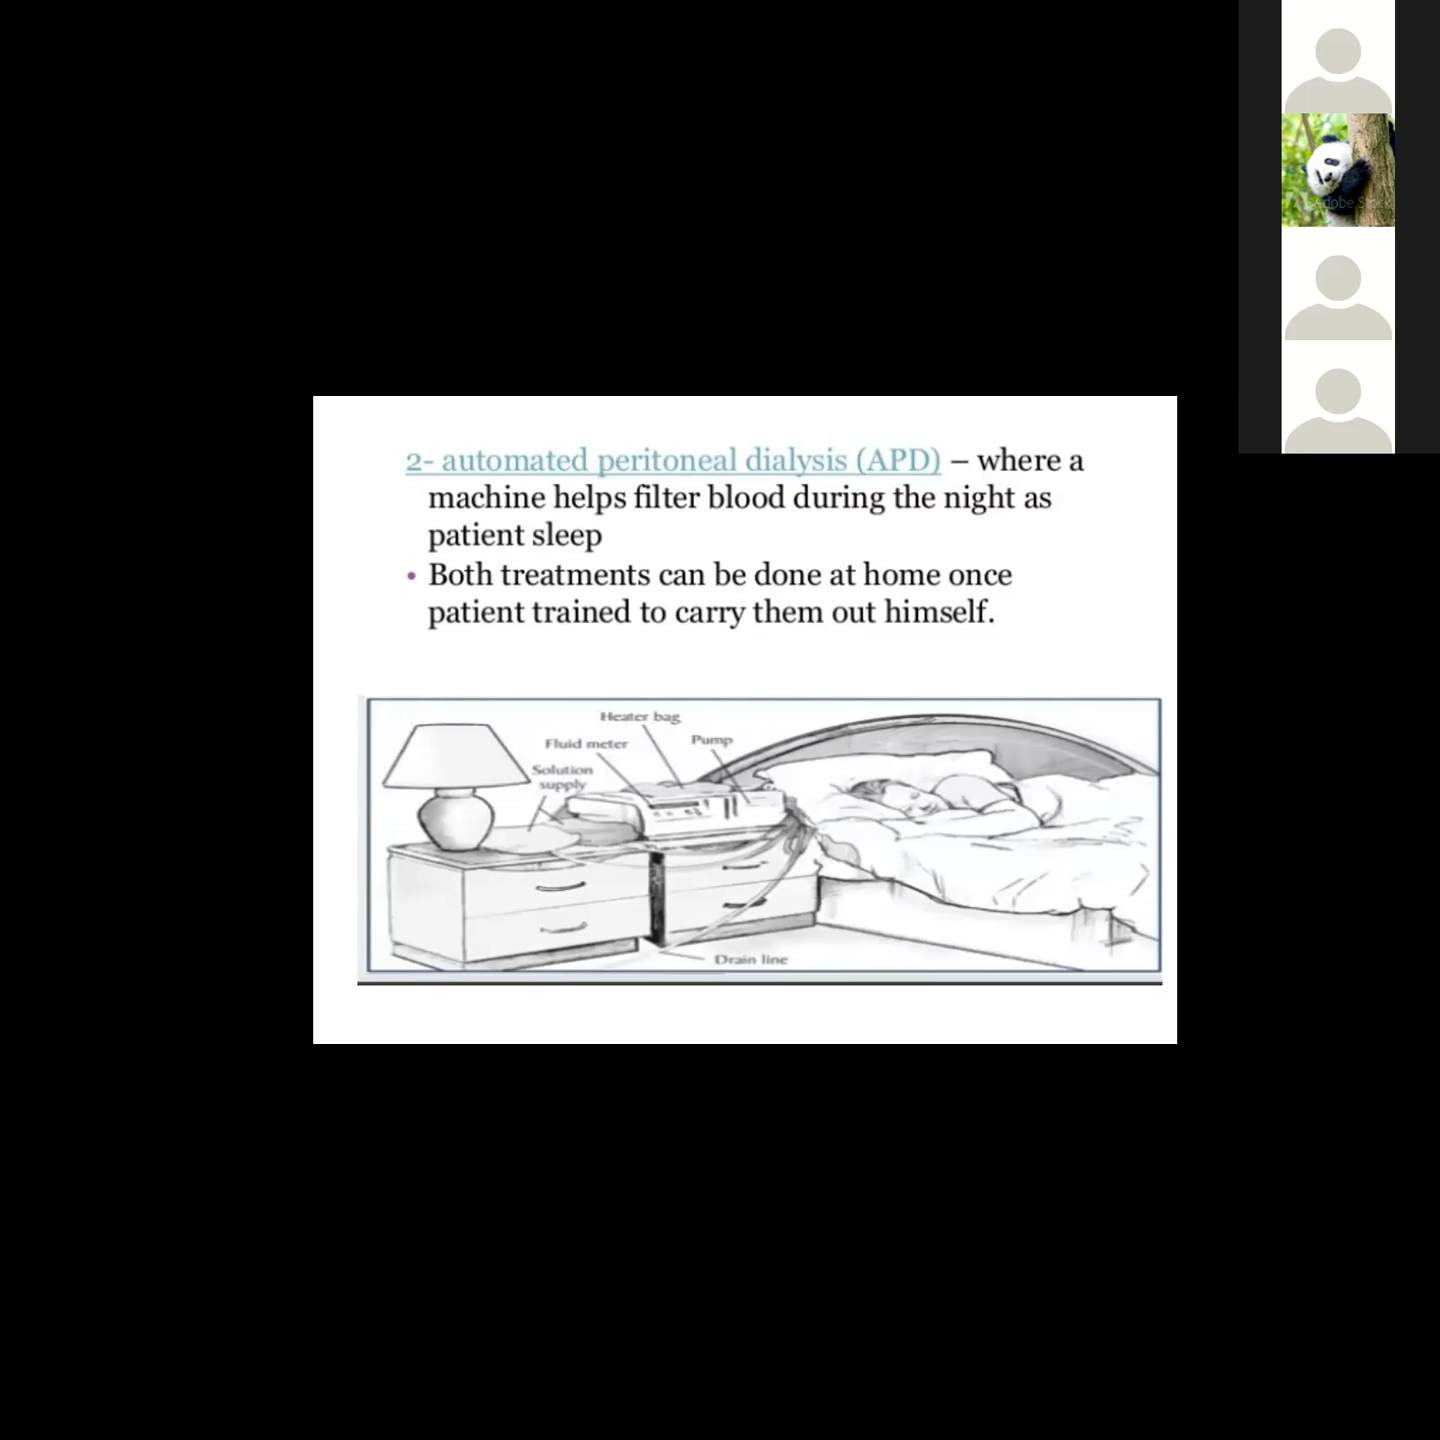 2- automated peritoneal dialysis (APD) – where a
machine helps filter blood during the night as
patient sleep
• Both treatments can be done at home once
patient trained to carry them out himself.
Heater bag
Fluid meter
Pump
Solution
supply
Drain line
Adobe Stock